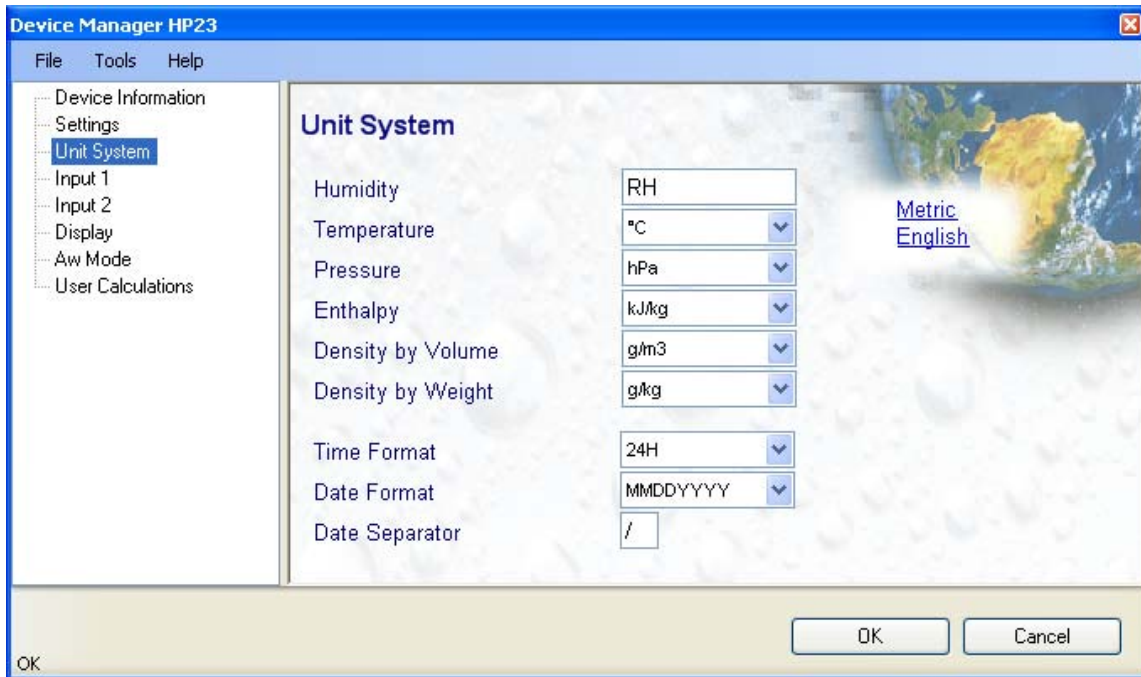 Device Manager HP23
File Tools Help
Device Information
Settings
Unit System
Input 1
Input 2
Display
Aw Mode
User Calculations
Unit System
Humidity RH
Temperature °C
Pressure hPa
Enthalpy kJ/kg
Density by Volume g/m3
Density by Weight g/kg
Time Format 24H
Date Format MMDDYYYY
Date Separator /
Metric
English
OK Cancel
OK